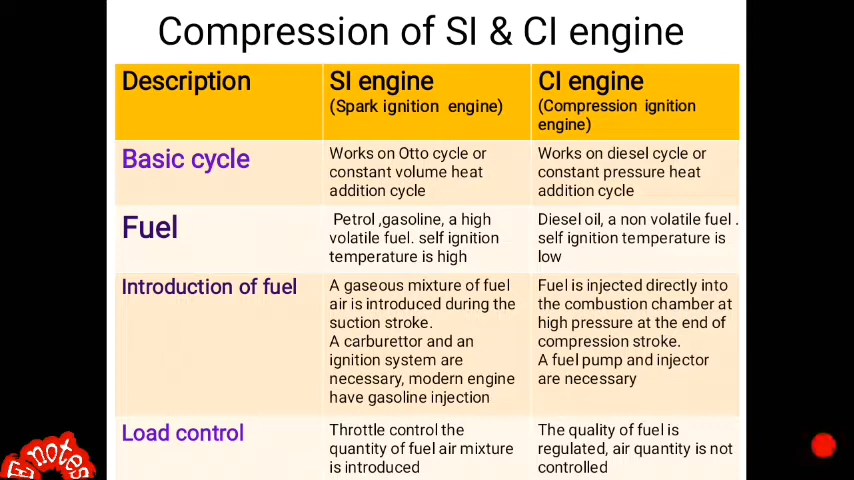 Compression of SI & CI engine
Description
SI engine
(Spark ignition engine)
CI engine
(Compression ignition
engine)
Basic cycle
Works on Otto cycle or
constant volume heat
addition cycle
Works on diesel cycle or
constant pressure heat
addition cycle
Fuel
Petrol ,gasoline, a high
volatile fuel. self ignition
temperature is high
Diesel oil, a non volatile fuel .
self ignition temperature is
low
Introduction of fuel
A gaseous mixture of fuel
air is introduced during the
suction stroke.
A carburettor and an
ignition system are
necessary, modern engine
have gasoline injection
Fuel is injected directly into
the combustion chamber at
high pressure at the end of
compression stroke.
A fuel pump and injector
are necessary
Load control
Throttle control the
quantity of fuel air mixture
is introduced
The quality of fuel is
regulated, air quantity is not
controlled
E notes